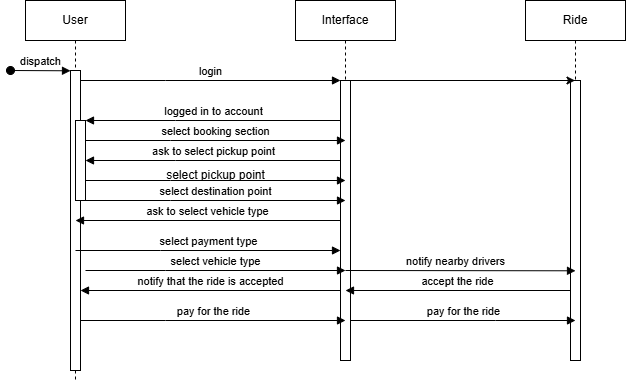 User
Interface
Ride
dispatch
login
logged in to account
select booking section
ask to select pickup point
select pickup point
select destination point
ask to select vehicle type
select payment type
select vehicle type
notify nearby drivers
notify that the ride is accepted
accept the ride
pay for the ride
pay for the ride